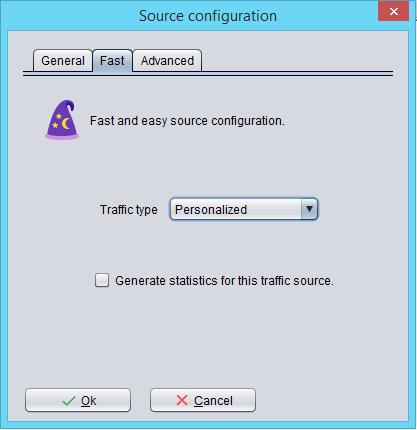 Source configuration
General Fast Advanced
Fast and easy source configuration.
Traffic type Personalized
Generate statistics for this traffic source.
Ok Cancel